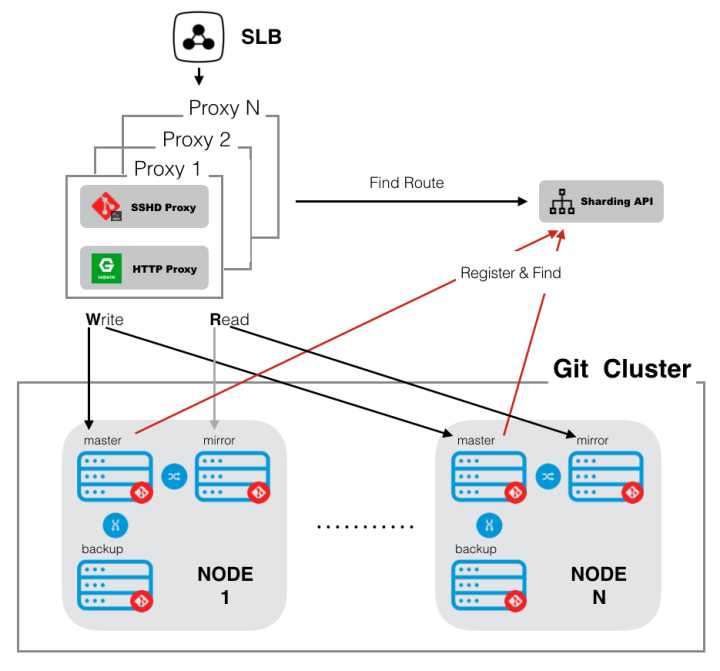 SLB
Proxy N
Proxy 2
Proxy 1
SSHD Proxy
HTTP Proxy
Find Route
Sharding API
Register & Find
Write
Read
Git Cluster
master
mirror
master
mirror
backup
NODE
1
backup
NODE
N